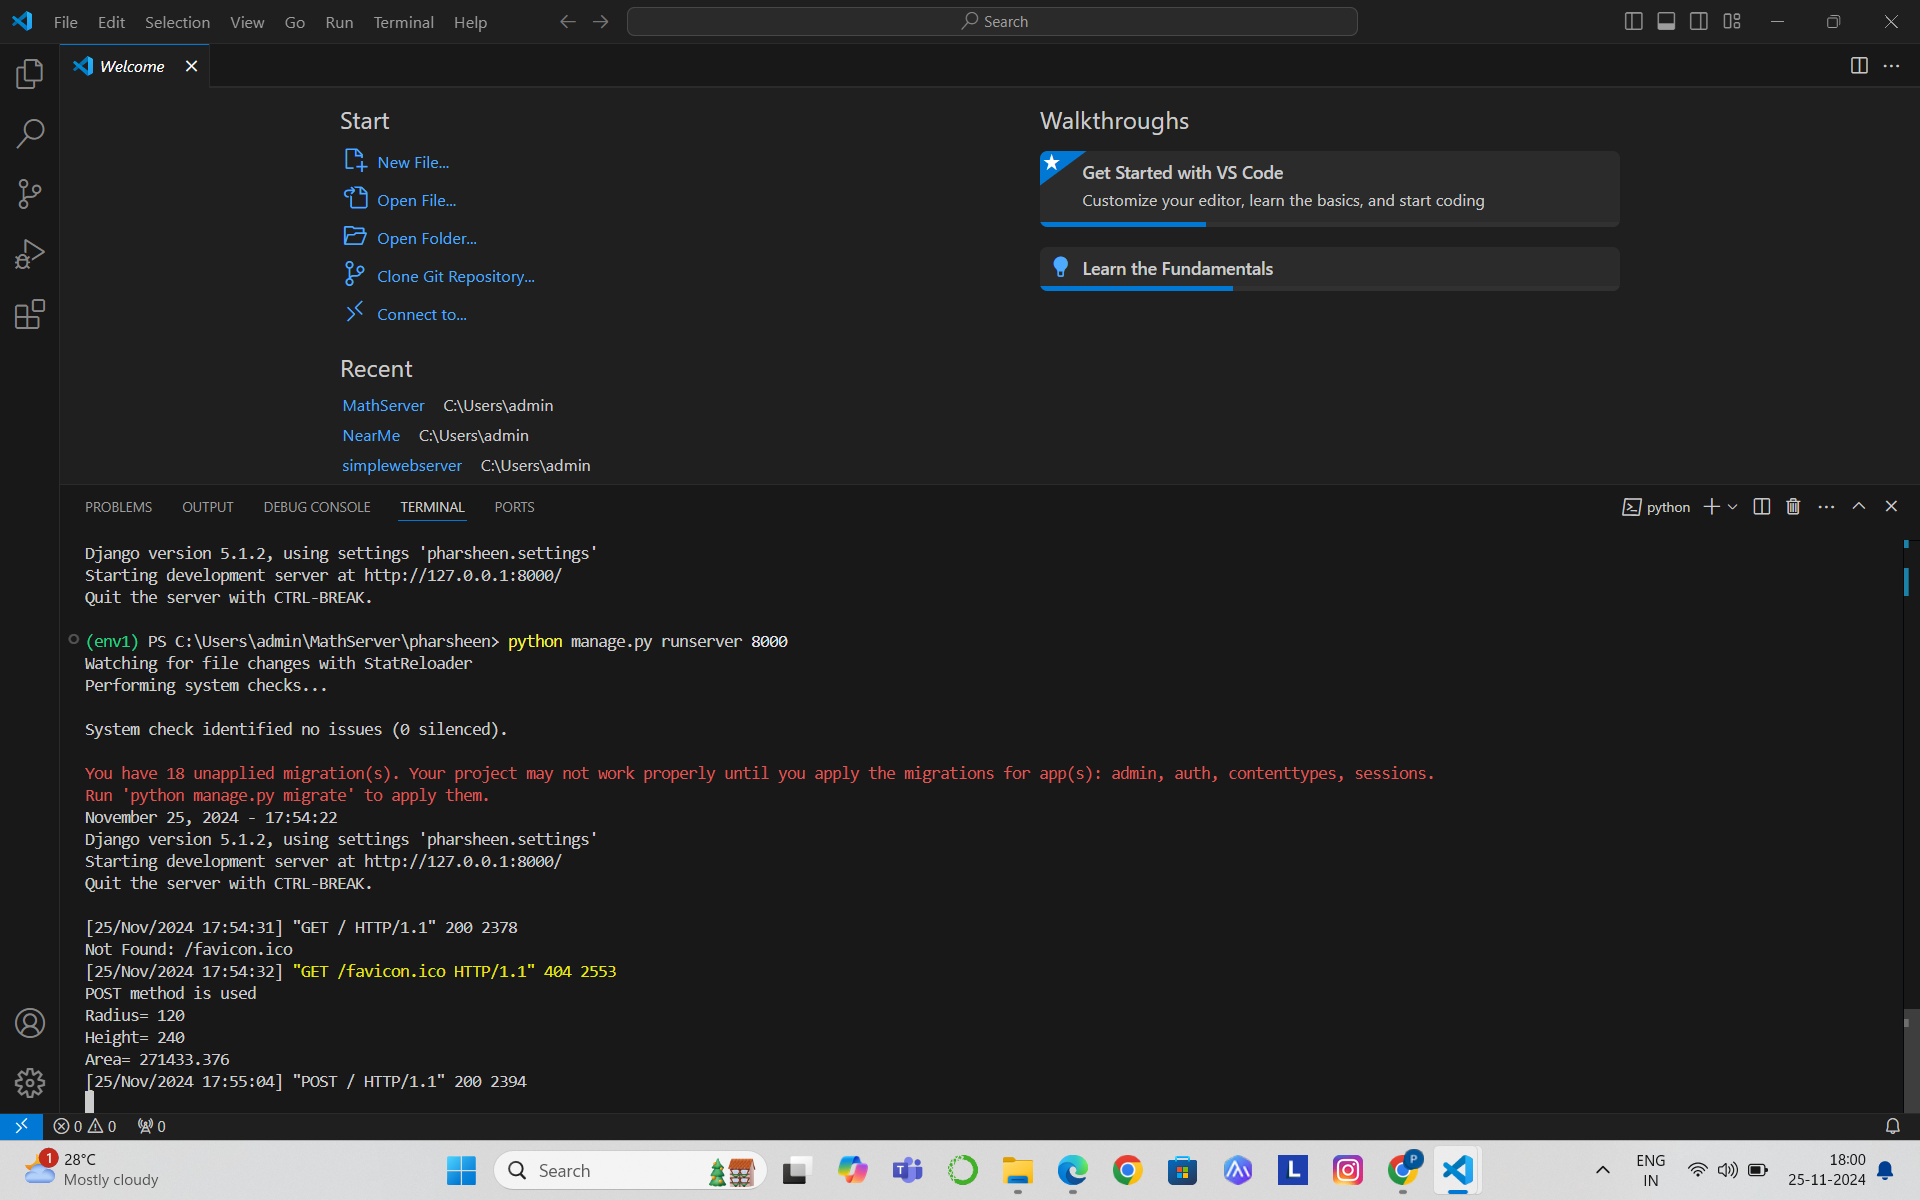 File Edit Selection View Go Run Terminal Help
Search
Welcome
Start
New File...
Open File...
Open Folder...
Clone Git Repository...
Connect to...
Recent
MathServer C:\Users\admin
NearMe C:\Users\admin
simplewebserver C:\Users\admin
Walkthroughs
Get Started with VS Code
Customize your editor, learn the basics, and start coding
Learn the Fundamentals
PROBLEMS OUTPUT DEBUG CONSOLE TERMINAL PORTS
python
Django version 5.1.2, using settings 'pharsheen.settings'
Starting development server at http://127.0.0.1:8000/
Quit the server with CTRL-BREAK.
(env1) PS C:\Users\admin\MathServer\pharsheen> python manage.py runserver 8000
Watching for file changes with StatReloader
Performing system checks...
System check identified no issues (0 silenced).
You have 18 unapplied migration(s). Your project may not work properly until you apply the migrations for app(s): admin, auth, contenttypes, sessions.
Run 'python manage.py migrate' to apply them.
November 25, 2024 - 17:54:22
Django version 5.1.2, using settings 'pharsheen.settings'
Starting development server at http://127.0.0.1:8000/
Quit the server with CTRL-BREAK.
[25/Nov/2024 17:54:31] "GET / HTTP/1.1" 200 2378
Not Found: /favicon.ico
[25/Nov/2024 17:54:32] "GET /favicon.ico HTTP/1.1" 404 2553
POST method is used
Radius= 120
Height= 240
Area= 271433.376
[25/Nov/2024 17:55:04] "POST / HTTP/1.1" 200 2394
0 0 0
1
28°C
Mostly cloudy
Search
L
P
ENG
IN
18:00
25-11-2024